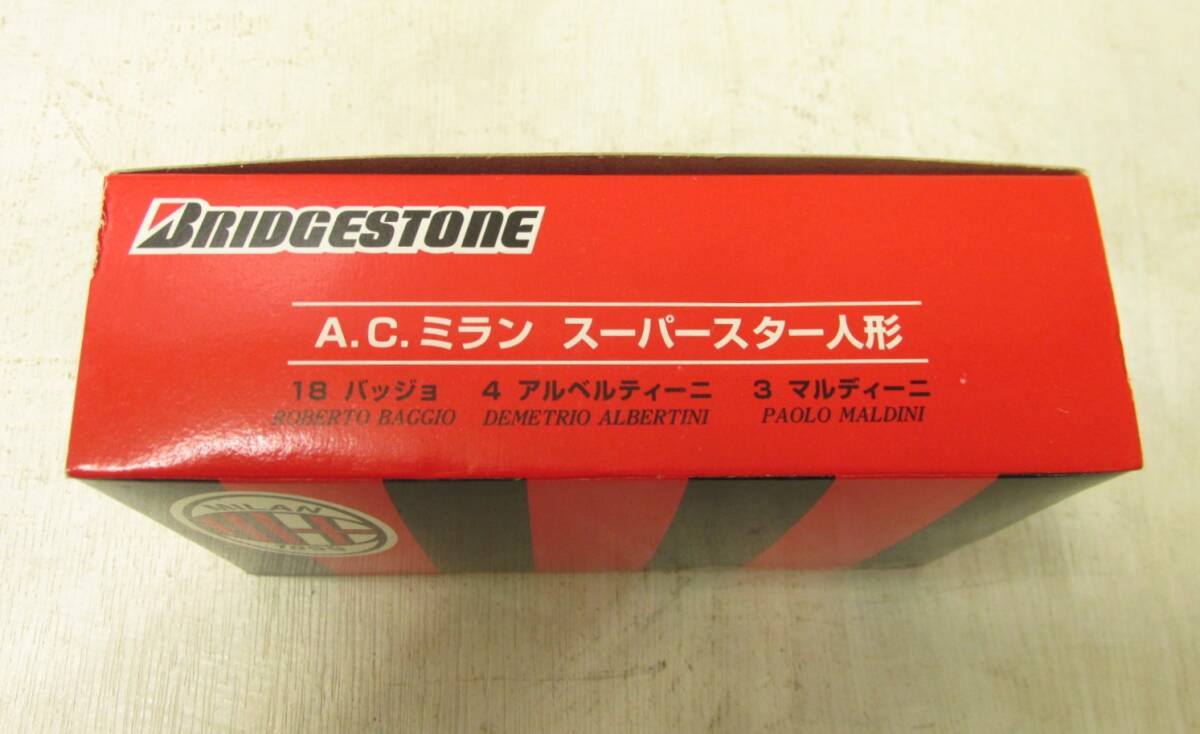 BRIDGESTONE
A.C.ミラン スーパースター人形
18 バッジョ 4 アルベルティーニ 3 マルディーニ
ROBERTO BAGGIO DEMETRIO ALBERTINI PAOLO MALDINI
MILAN
1899